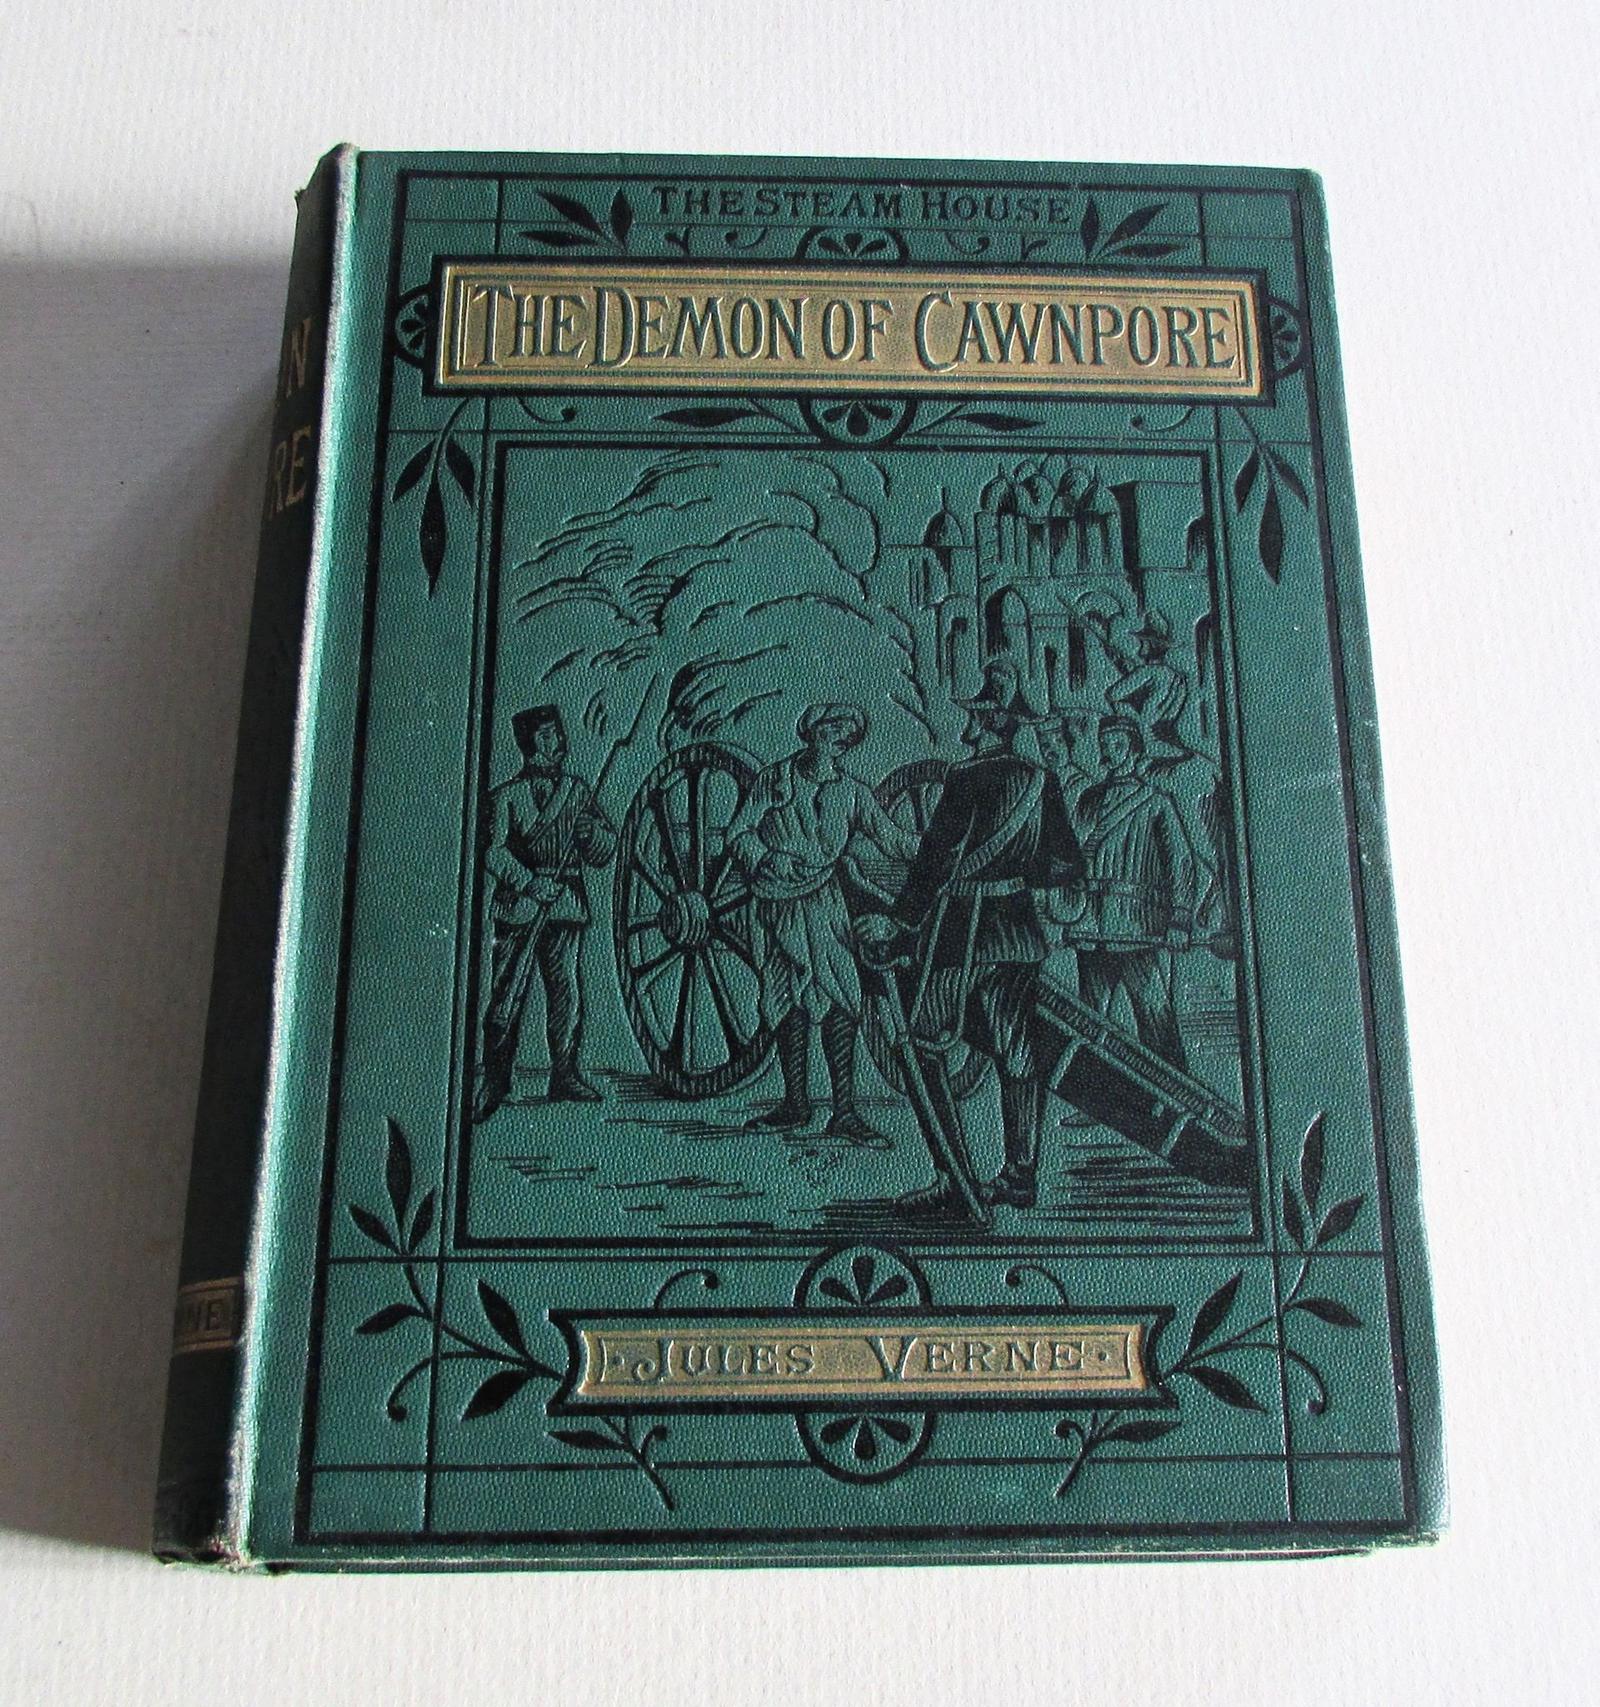 THE STEAM HOUSE
THE DEMON OF CAWNPORE
JULES VERNE